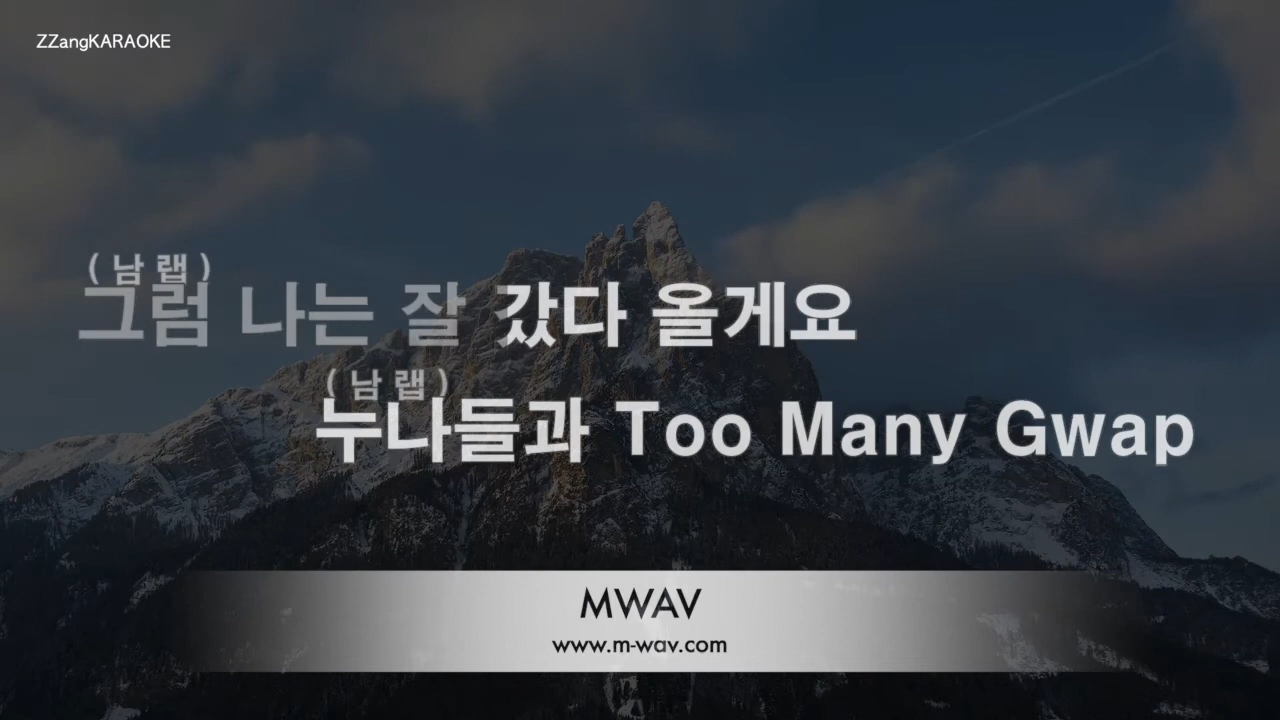 ZZangKARAOKE
(남랩)
그럼 나는 잘 갔다 올게요
(남랩)
누나들과 Too Many Gwap
MWAV
www.m-wav.com